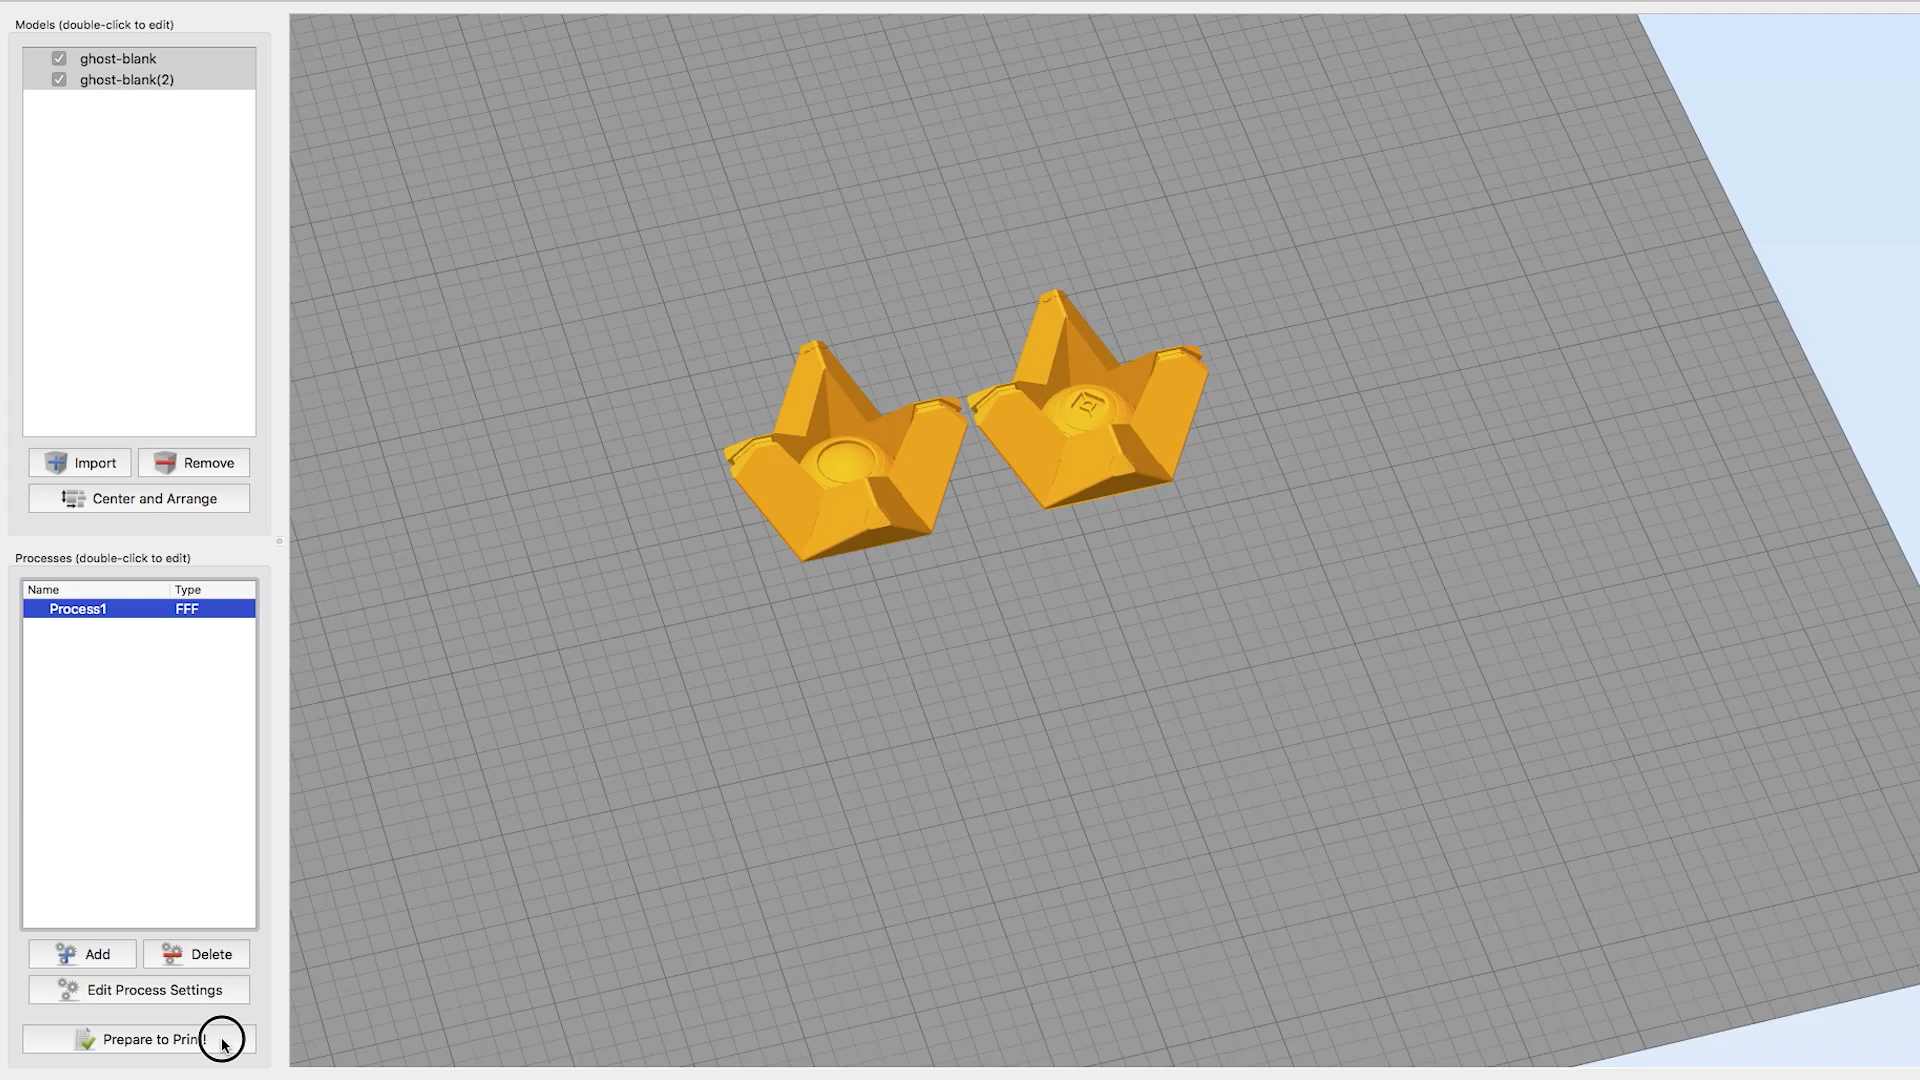 Models (double-click to edit)
ghost-blank
ghost-blank(2)
Import
Remove
Center and Arrange
Processes (double-click to edit)
Name Type
Process1 FFF
Add
Delete
Edit Process Settings
Prepare to Print!